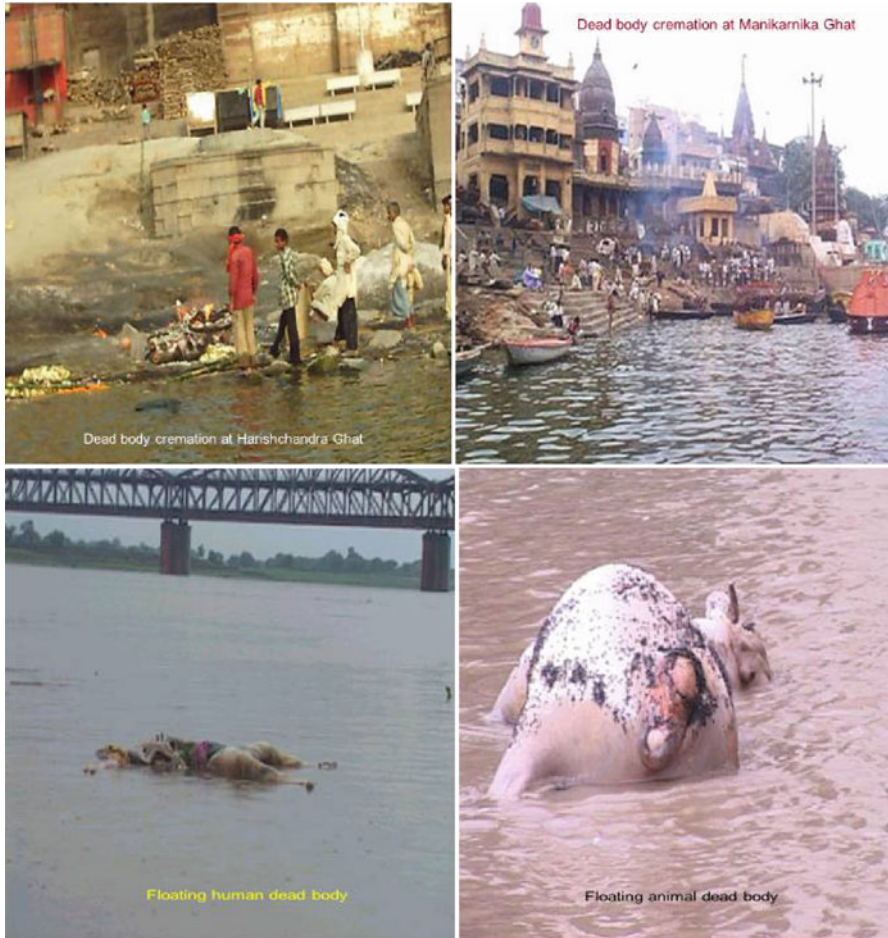 Dead body cremation at Harishchandra Ghat
Dead body cremation at Manikarnika Ghat
Floating human dead body
Floating animal dead body